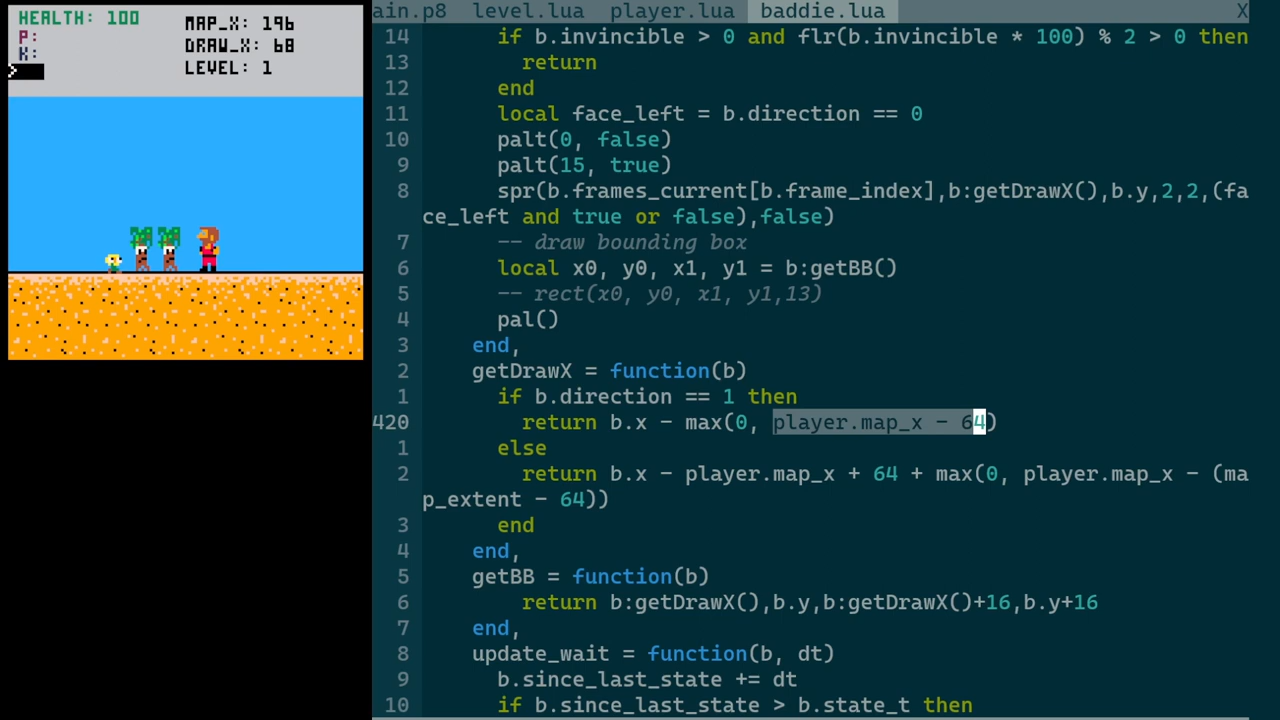 HEALTH: 100
P:
K:
>
MAP_X: 196
DRAW_X: 68
LEVEL: 1
ain.p8 level.lua player.lua baddie.lua X
14 if b.invincible > 0 and flr(b.invincible * 100) % 2 > 0 then
13 return
12 end
11 local face_left = b.direction == 0
10 palt(0, false)
9 palt(15, true)
8 spr(b.frames_current[b.frame_index],b:getDrawX(),b.y,2,2,(fa
ce_left and true or false),false)
7 -- draw bounding box
6 local x0, y0, x1, y1 = b:getBB()
5 -- rect(x0, y0, x1, y1,13)
4 pal()
3 end,
2 getDrawX = function(b)
1 if b.direction == 1 then
420 return b.x - max(0, player.map_x - 64)
1 else
2 return b.x - player.map_x + 64 + max(0, player.map_x - (ma
p_extent - 64))
3 end
4 end,
5 getBB = function(b)
6 return b:getDrawX(),b.y,b:getDrawX()+16,b.y+16
7 end,
8 update_wait = function(b, dt)
9 b.since_last_state += dt
10 if b.since_last_state > b.state_t then